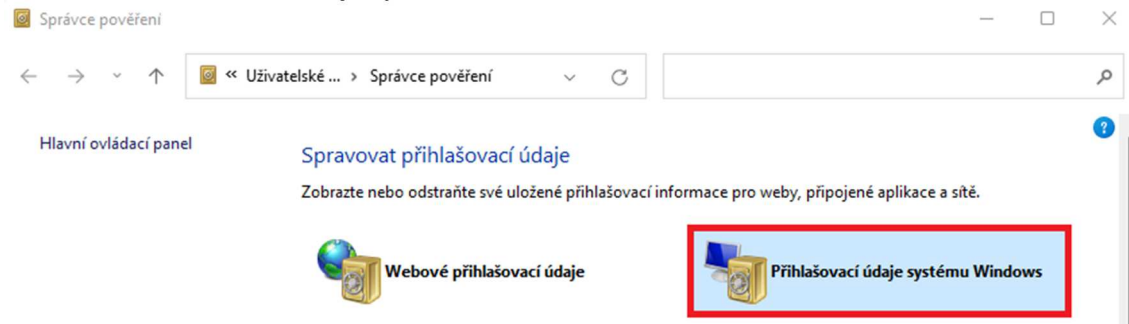 Správce pověření
« Uživatelské ... › Správce pověření
Hlavní ovládací panel
Spravovat přihlašovací údaje
Zobrazte nebo odstraňte své uložené přihlašovací informace pro weby, připojené aplikace a sítě.
Webové přihlašovací údaje
Přihlašovací údaje systému Windows